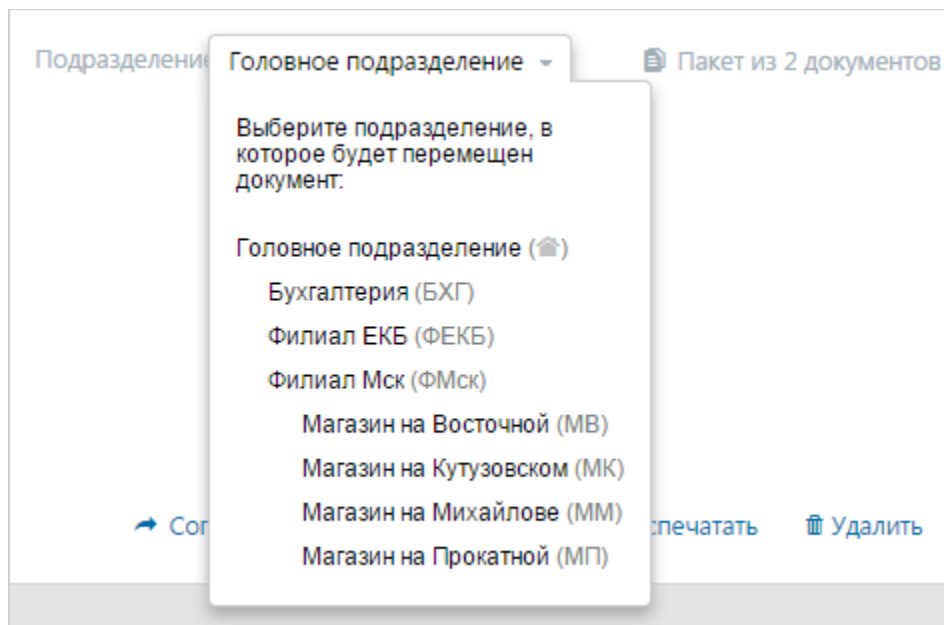 Подразделение Головное подразделение
Пакет из 2 документов
Выберите подразделение, в
которое будет перемещен
документ:
Головное подразделение ()
Бухгалтерия (БХГ)
Филиал ЕКБ (ФЕКБ)
Филиал Мск (ФМск)
Магазин на Восточной (МВ)
Магазин на Кутузовском (МК)
Магазин на Михайлове (ММ)
Магазин на Прокатной (МП)
Удалить